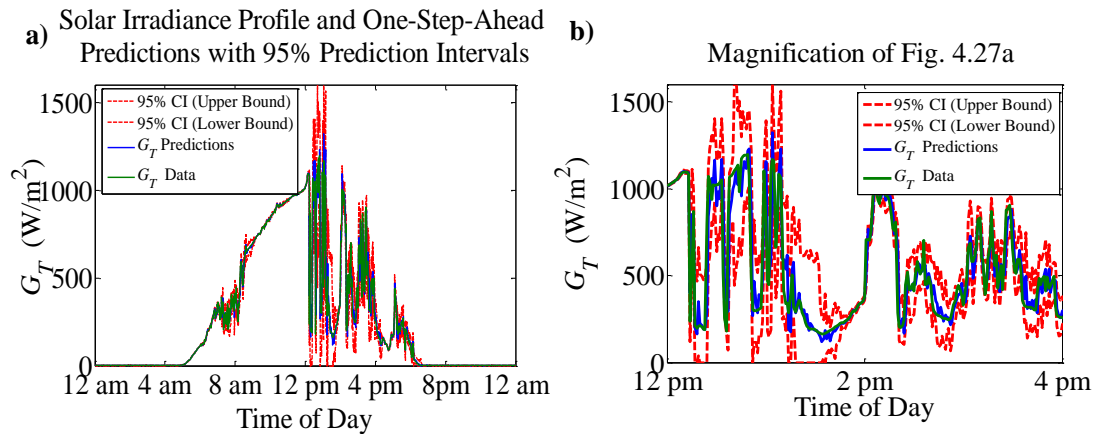 a)
Solar Irradiance Profile and One-Step-Ahead
Predictions with 95% Prediction Intervals
1500
1000
500
0
G_T (W/m²)
95% CI (Upper Bound)
95% CI (Lower Bound)
G_T Predictions
G_T Data
12 am 4 am 8 am 12 pm 4 pm 8pm 12 am
Time of Day
b)
Magnification of Fig. 4.27a
1500
1000
500
0
G_T (W/m²)
95% CI (Upper Bound)
95% CI (Lower Bound)
G_T Predictions
G_T Data
12 pm 2 pm 4 pm
Time of Day